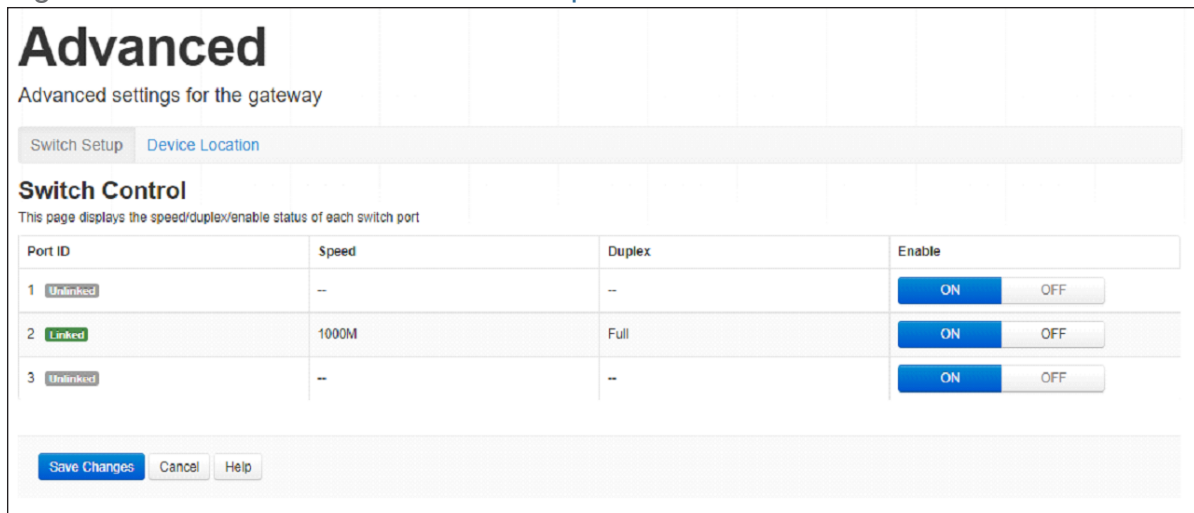 Advanced
Advanced settings for the gateway
Switch Setup Device Location
Switch Control
This page displays the speed/duplex/enable status of each switch port
Port ID Speed Duplex Enable
1 Unlinked -- -- ON OFF
2 Linked 1000M Full ON OFF
3 Unlinked -- -- ON OFF
Save Changes Cancel Help